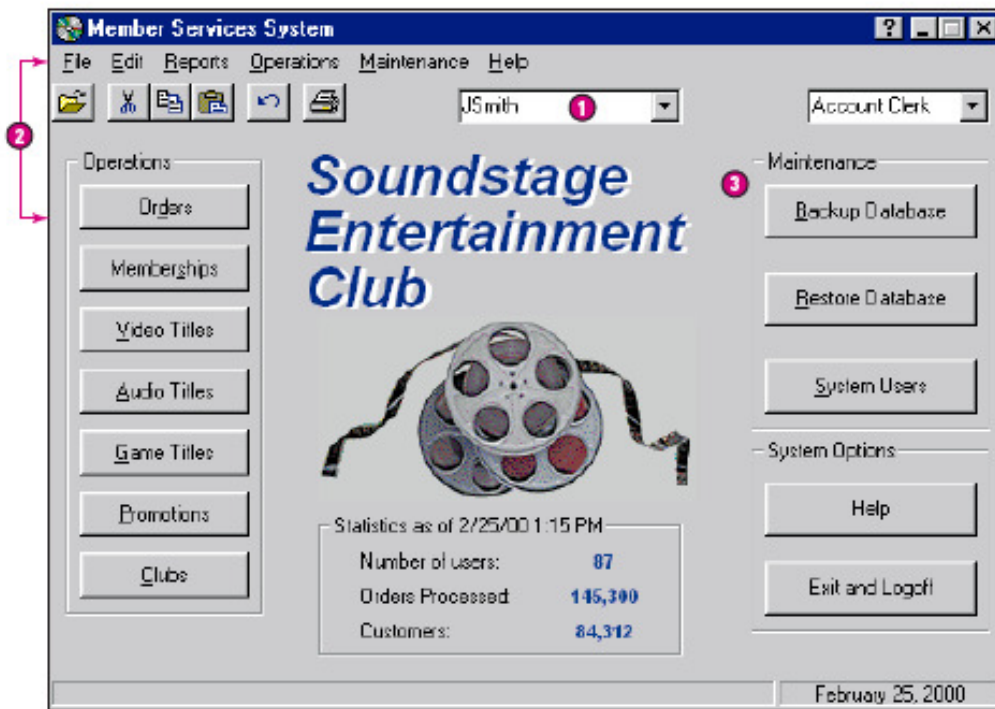 Member Services System
File Edit Reports Operations Maintenance Help
JSmith 1 Account Clerk
2
Operations
Orders
Memberships
Video Titles
Audio Titles
Game Titles
Promotions
Clubs
Soundstage
Entertainment
Club
Statistics as of 2/25/00 1:15 PM
Number of users: 87
Orders Processed: 145,300
Customers: 84,312
3
Maintenance
Backup Database
Restore Database
System Users
System Options
Help
Exit and Logoff
February 25, 2000